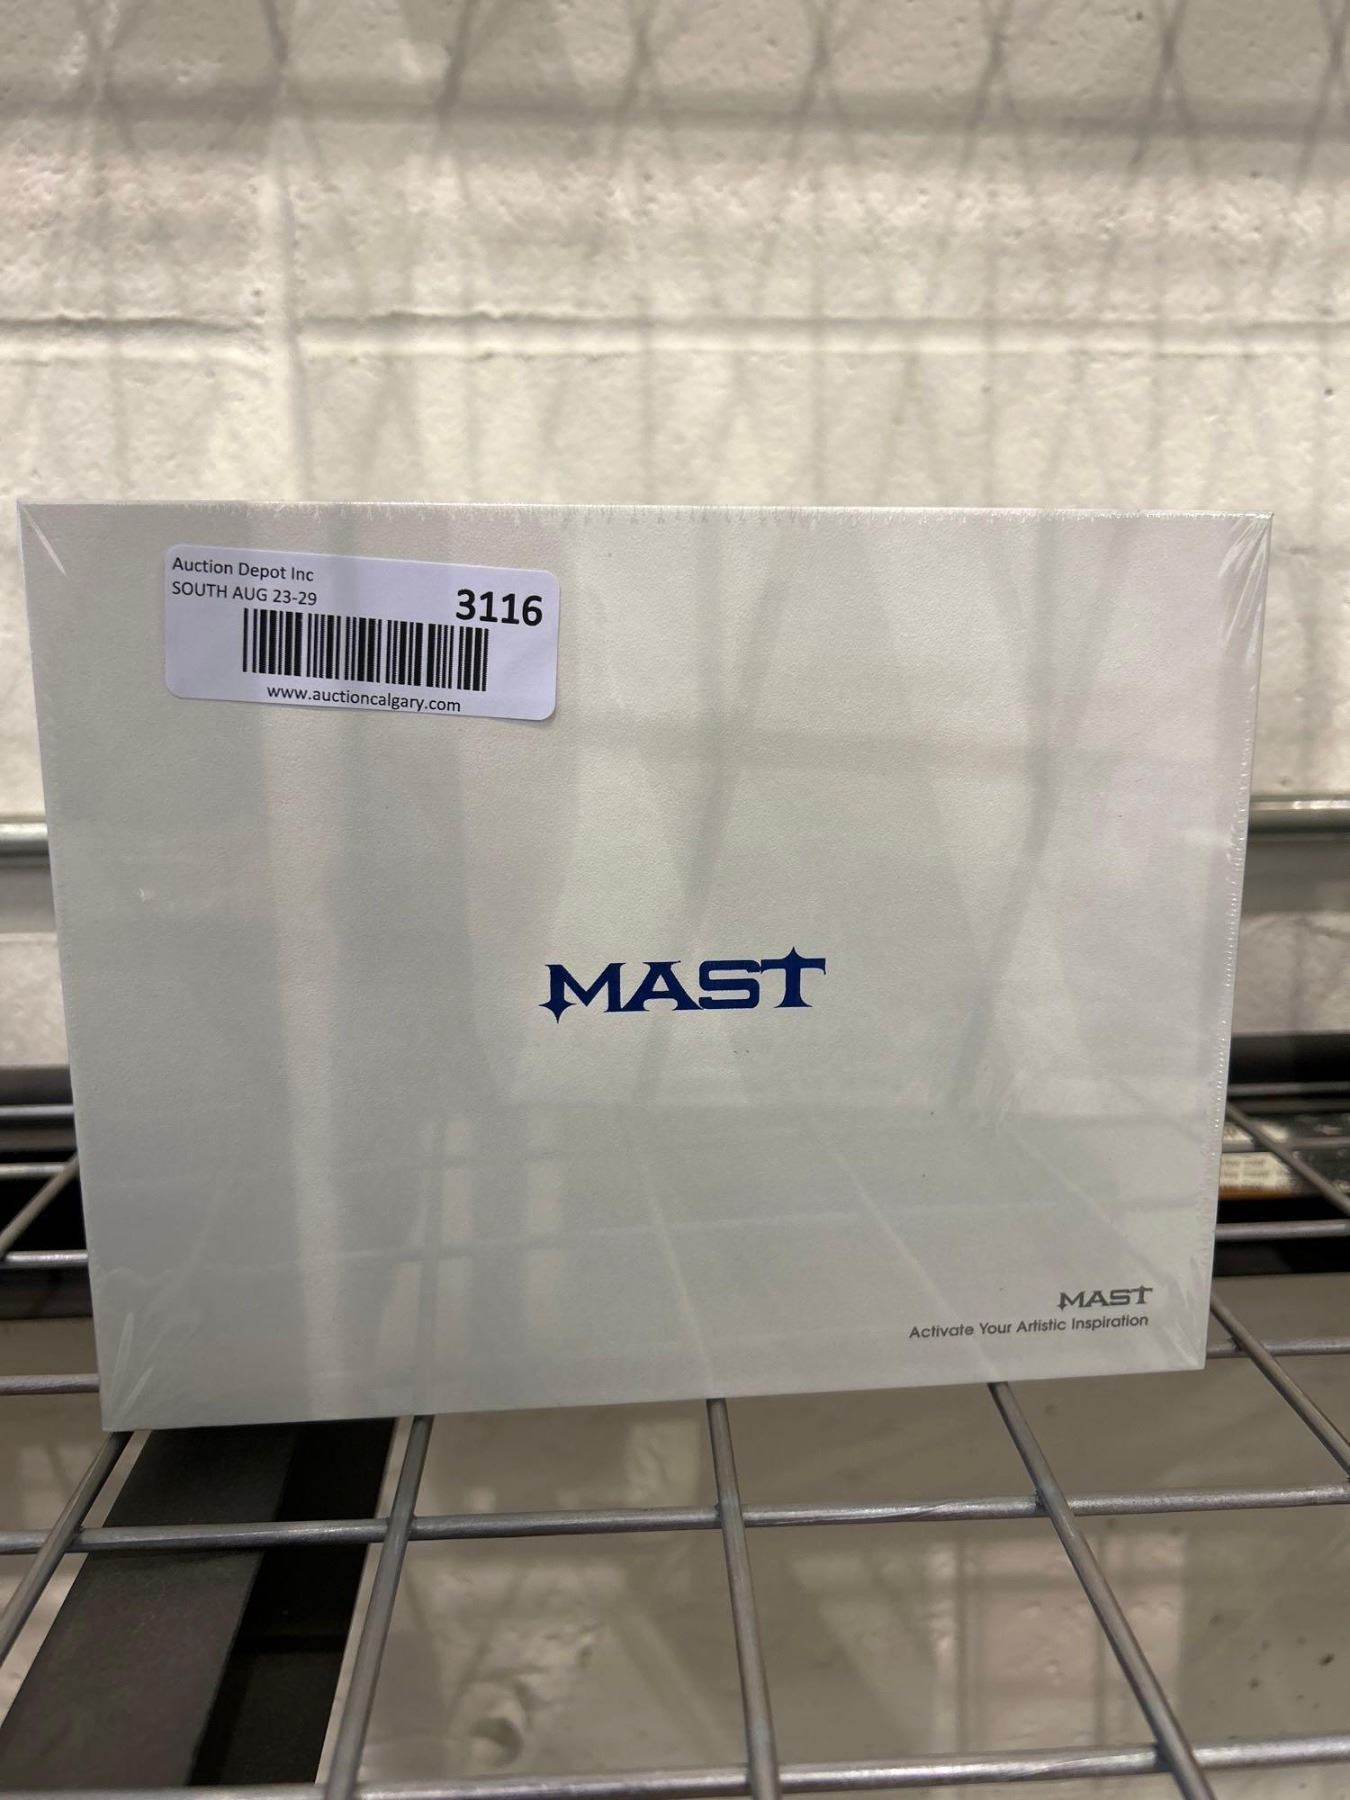 Auction Depot Inc
SOUTH AUG 23-29
3116
www.auctioncalgary.com
MAST
MAST
Activate Your Artistic Inspiration